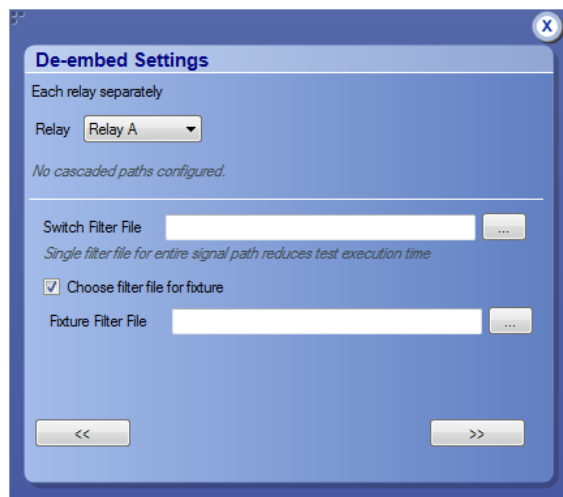 X
De-embed Settings
Each relay separately
Relay Relay A
No cascaded paths configured.
Switch Filter File ...
Single filter file for entire signal path reduces test execution time
Choose filter file for fixture
Fixture Filter File ...
<< >>